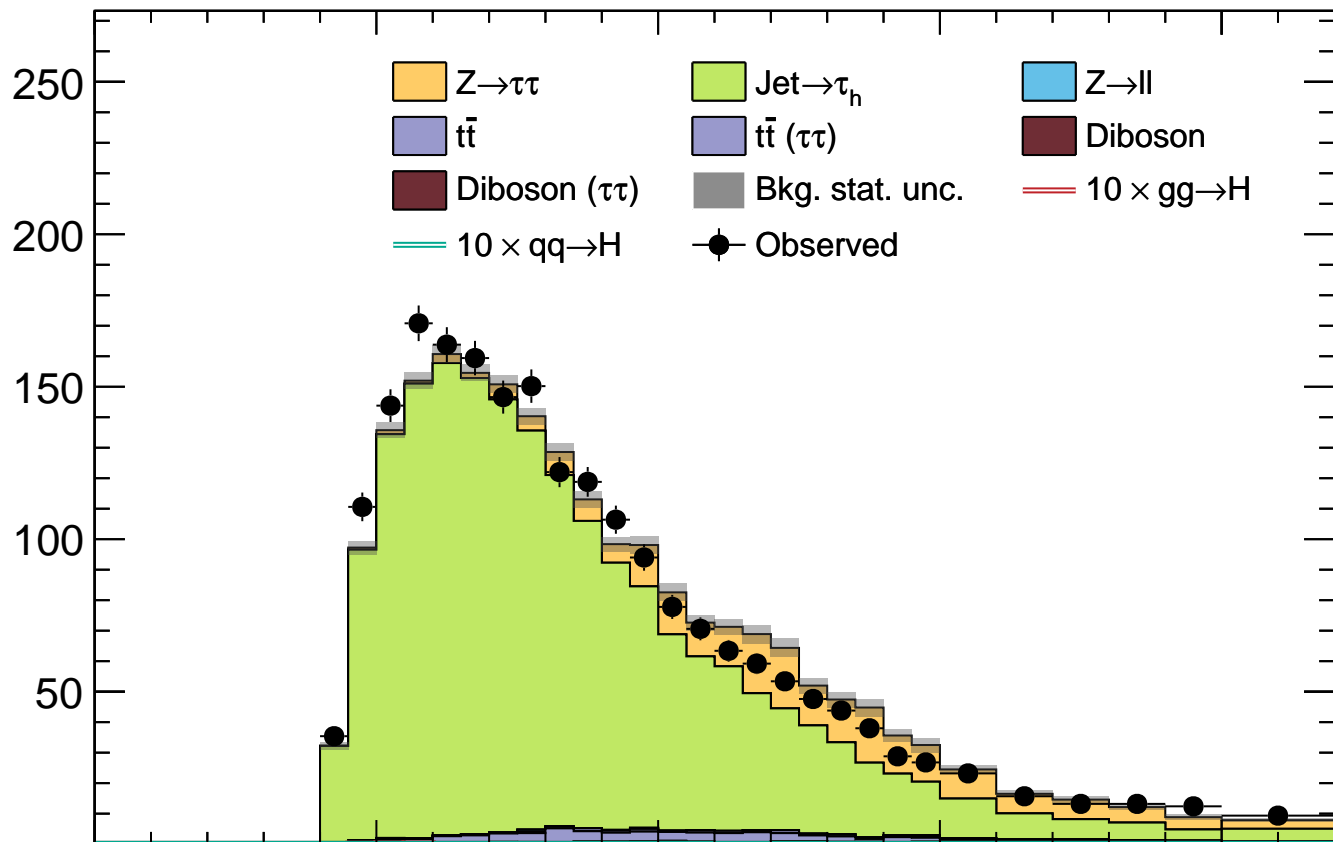 250
Z→ττ Jet→τh Z→ll
tt̄ tt̄ (ττ) Diboson
Diboson (ττ) Bkg. stat. unc. 10 × gg→H
200
10 × qq→H Observed
150
100
50